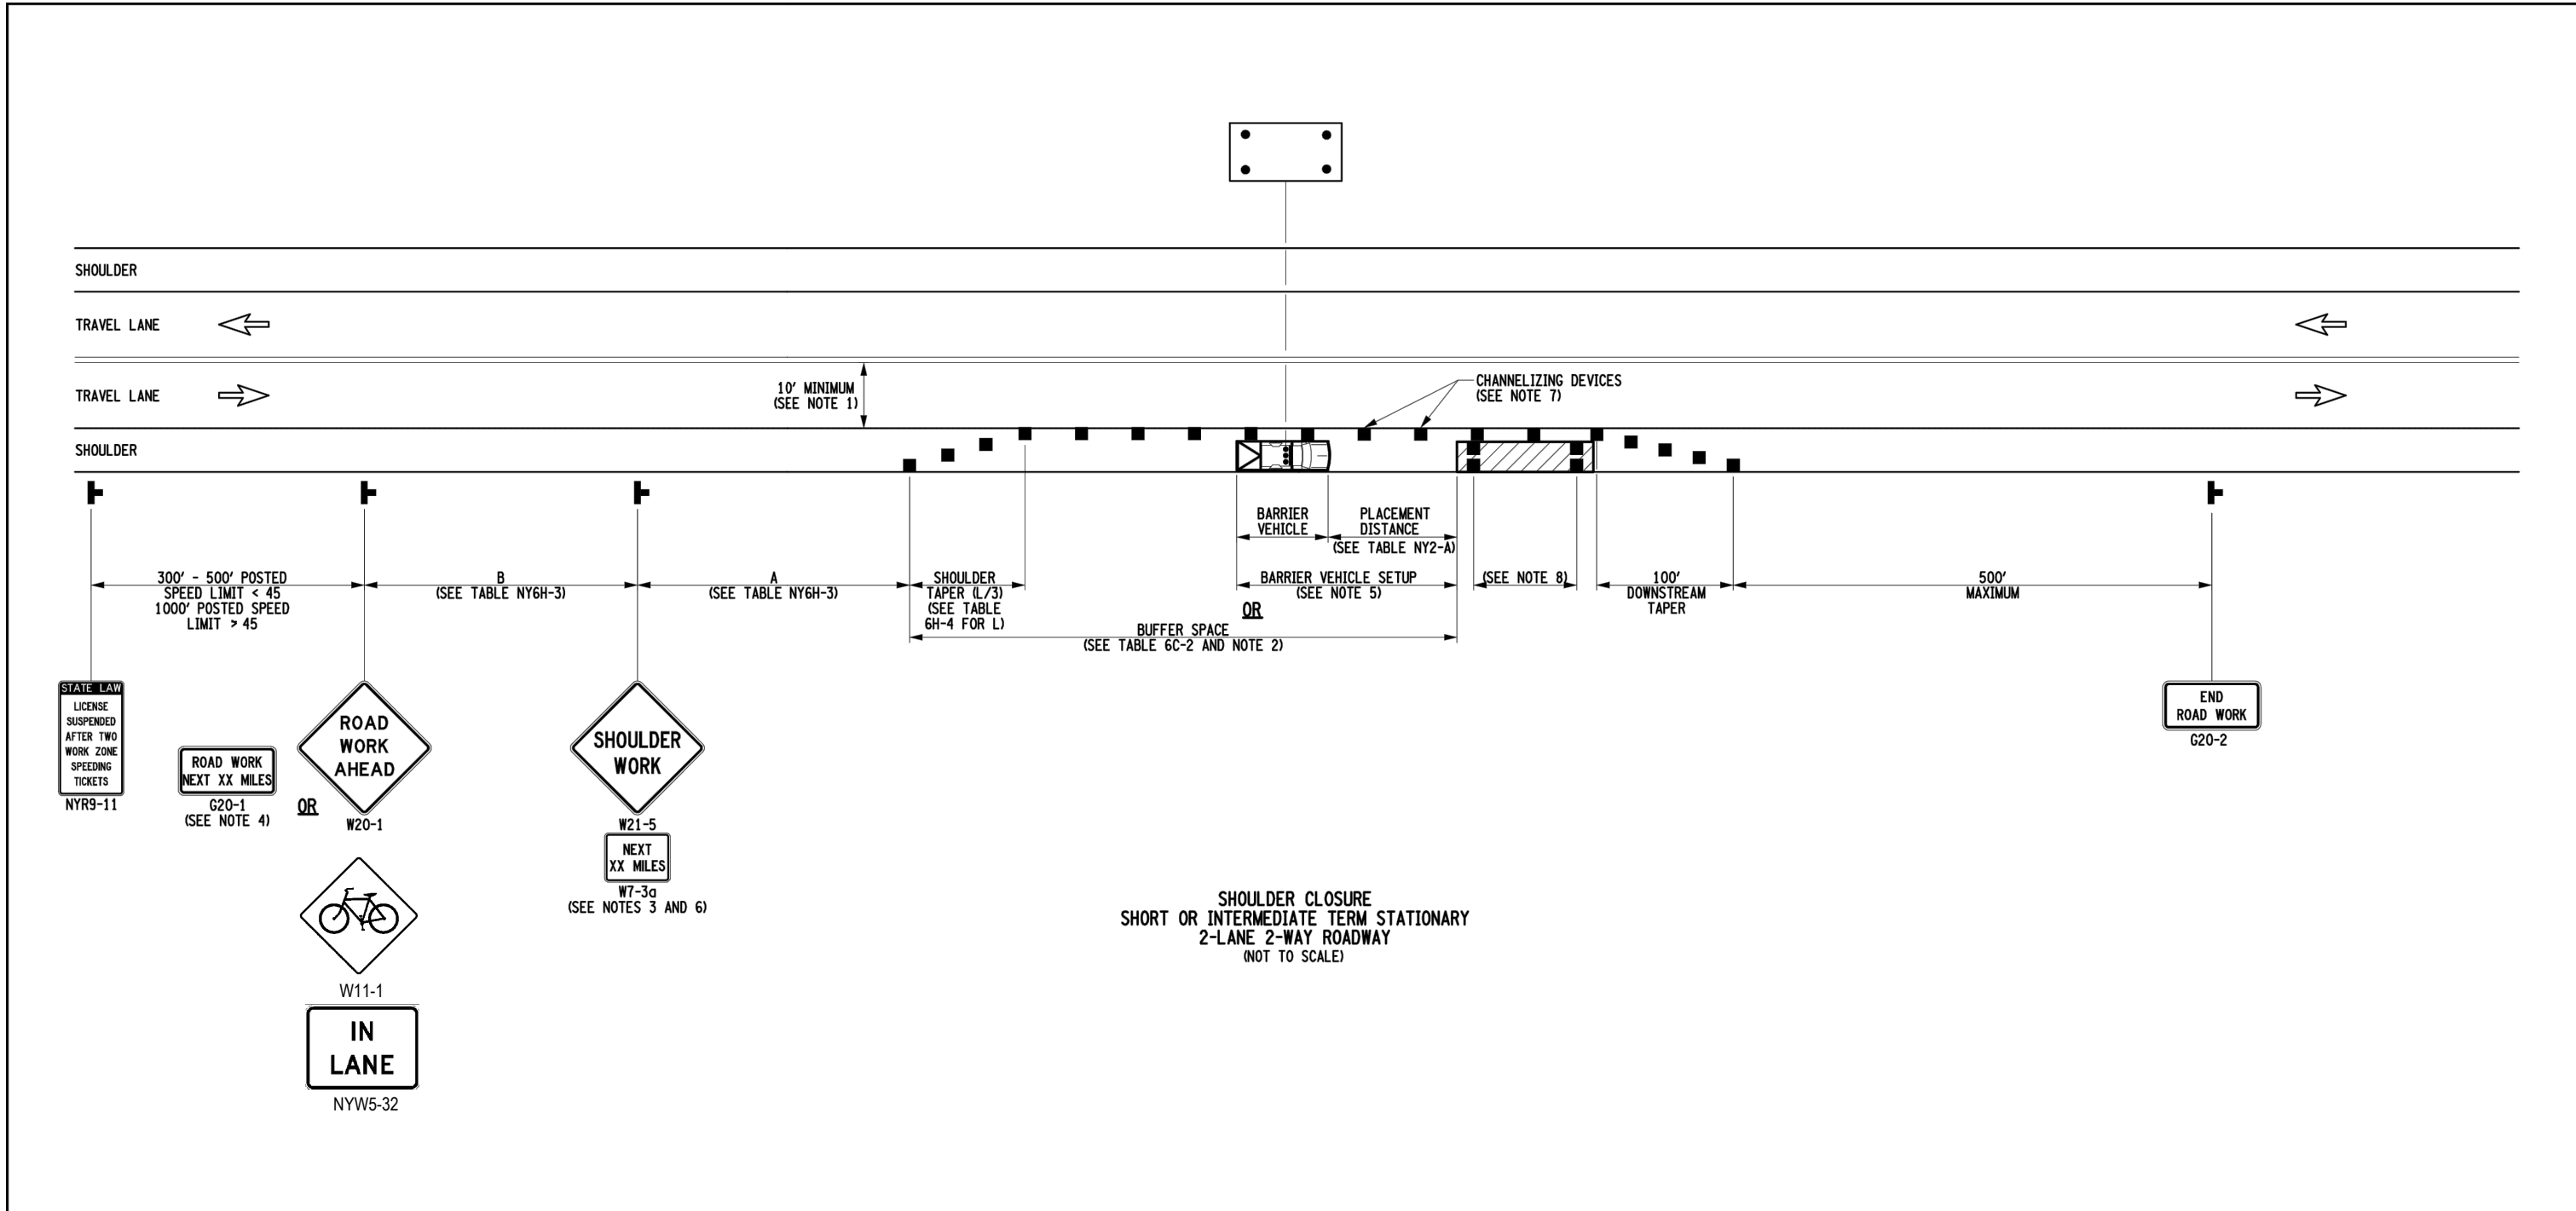 SHOULDER
TRAVEL LANE
TRAVEL LANE
10' MINIMUM
(SEE NOTE 1)
CHANNELIZING DEVICES
(SEE NOTE 7)
SHOULDER
BARRIER
VEHICLE
PLACEMENT
DISTANCE
(SEE TABLE NY2-A)
300' - 500' POSTED
SPEED LIMIT < 45
1000' POSTED SPEED
LIMIT > 45
B
(SEE TABLE NY6H-3)
A
(SEE TABLE NY6H-3)
SHOULDER
TAPER (L/3)
(SEE TABLE
6H-4 FOR L)
BARRIER VEHICLE SETUP
(SEE NOTE 5)
OR
BUFFER SPACE
(SEE TABLE 6C-2 AND NOTE 2)
(SEE NOTE 8)
100'
DOWNSTREAM
TAPER
500'
MAXIMUM
STATE LAW
LICENSE
SUSPENDED
AFTER TWO
WORK ZONE
SPEEDING
TICKETS
NYR9-11
ROAD WORK
NEXT XX MILES
G20-1
(SEE NOTE 4)
OR
ROAD
WORK
AHEAD
W20-1
SHOULDER
WORK
W21-5
NEXT
XX MILES
W7-3a
(SEE NOTES 3 AND 6)
END
ROAD WORK
G20-2
W11-1
IN
LANE
NYW5-32
SHOULDER CLOSURE
SHORT OR INTERMEDIATE TERM STATIONARY
2-LANE 2-WAY ROADWAY
(NOT TO SCALE)